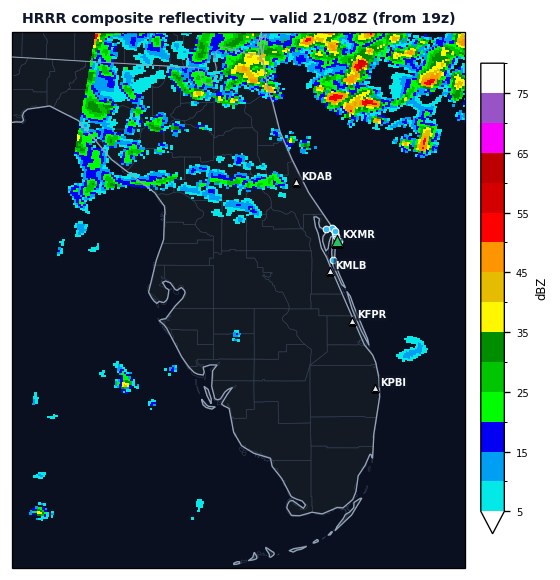 HRRR composite reflectivity — valid 21/08Z (from 19z)
75
65
55
45
35
25
15
5
dBZ
KDAB
KXMR
KMLB
KFPR
KPBI